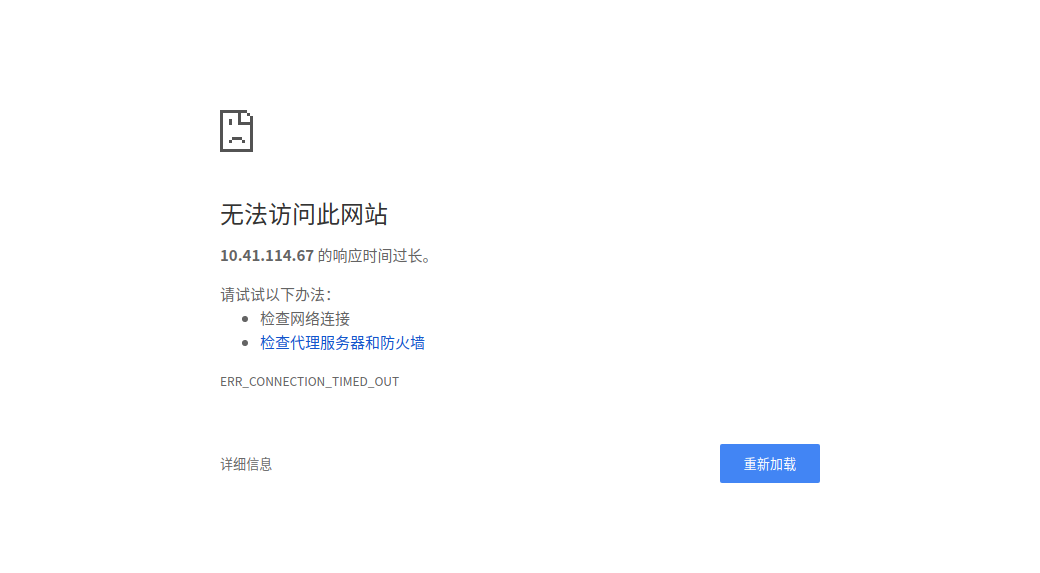 无法访问此网站
10.41.114.67 的响应时间过长。
请试试以下办法：
检查网络连接
检查代理服务器和防火墙
ERR_CONNECTION_TIMED_OUT
详细信息
重新加载